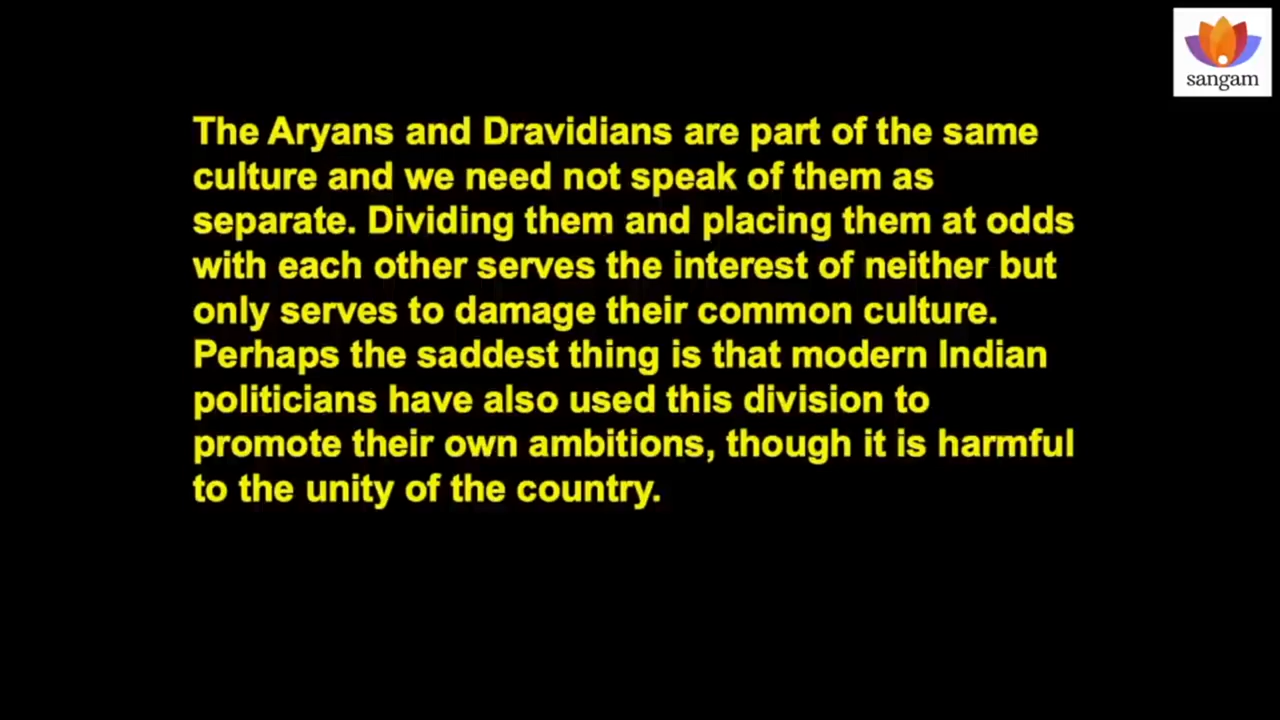 sangam
The Aryans and Dravidians are part of the same
culture and we need not speak of them as
separate. Dividing them and placing them at odds
with each other serves the interest of neither but
only serves to damage their common culture.
Perhaps the saddest thing is that modern Indian
politicians have also used this division to
promote their own ambitions, though it is harmful
to the unity of the country.